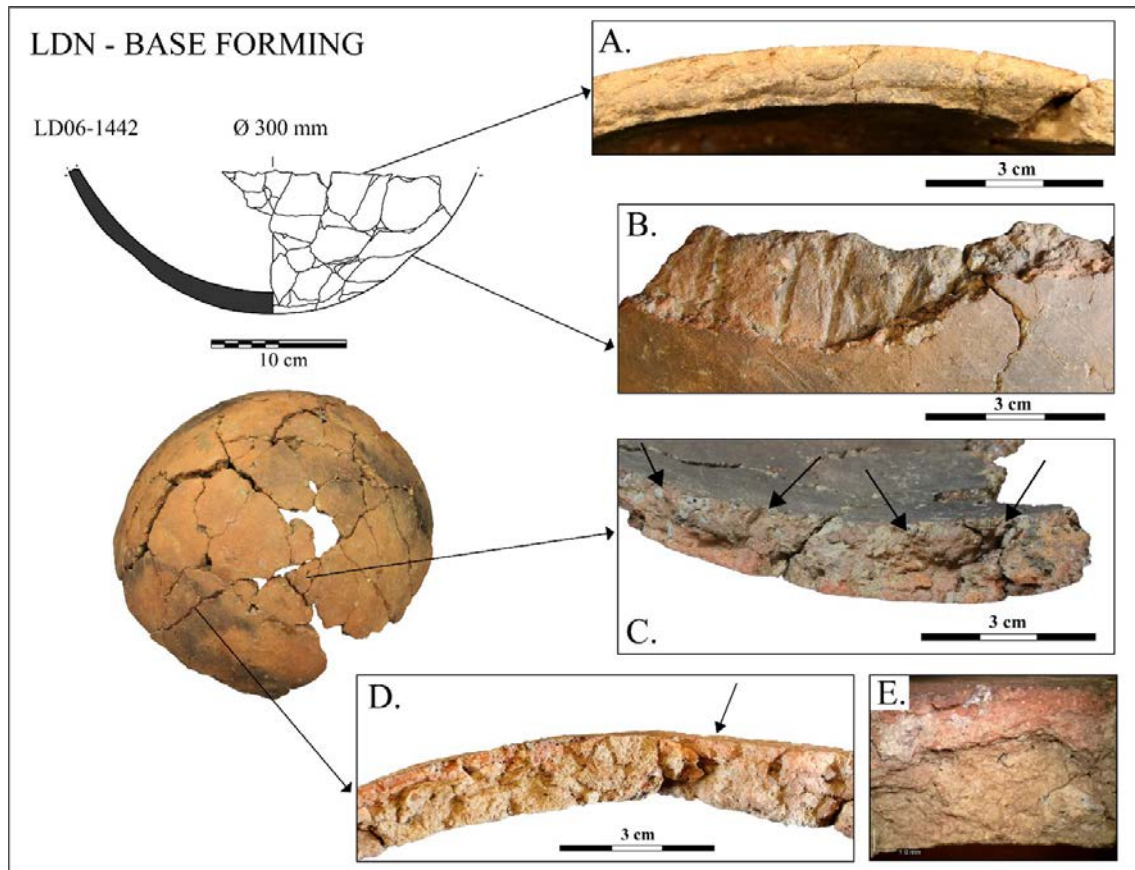 LDN - BASE FORMING
LD06-1442
Ø 300 mm
10 cm
A.
3 cm
B.
3 cm
C.
3 cm
D.
3 cm
E.